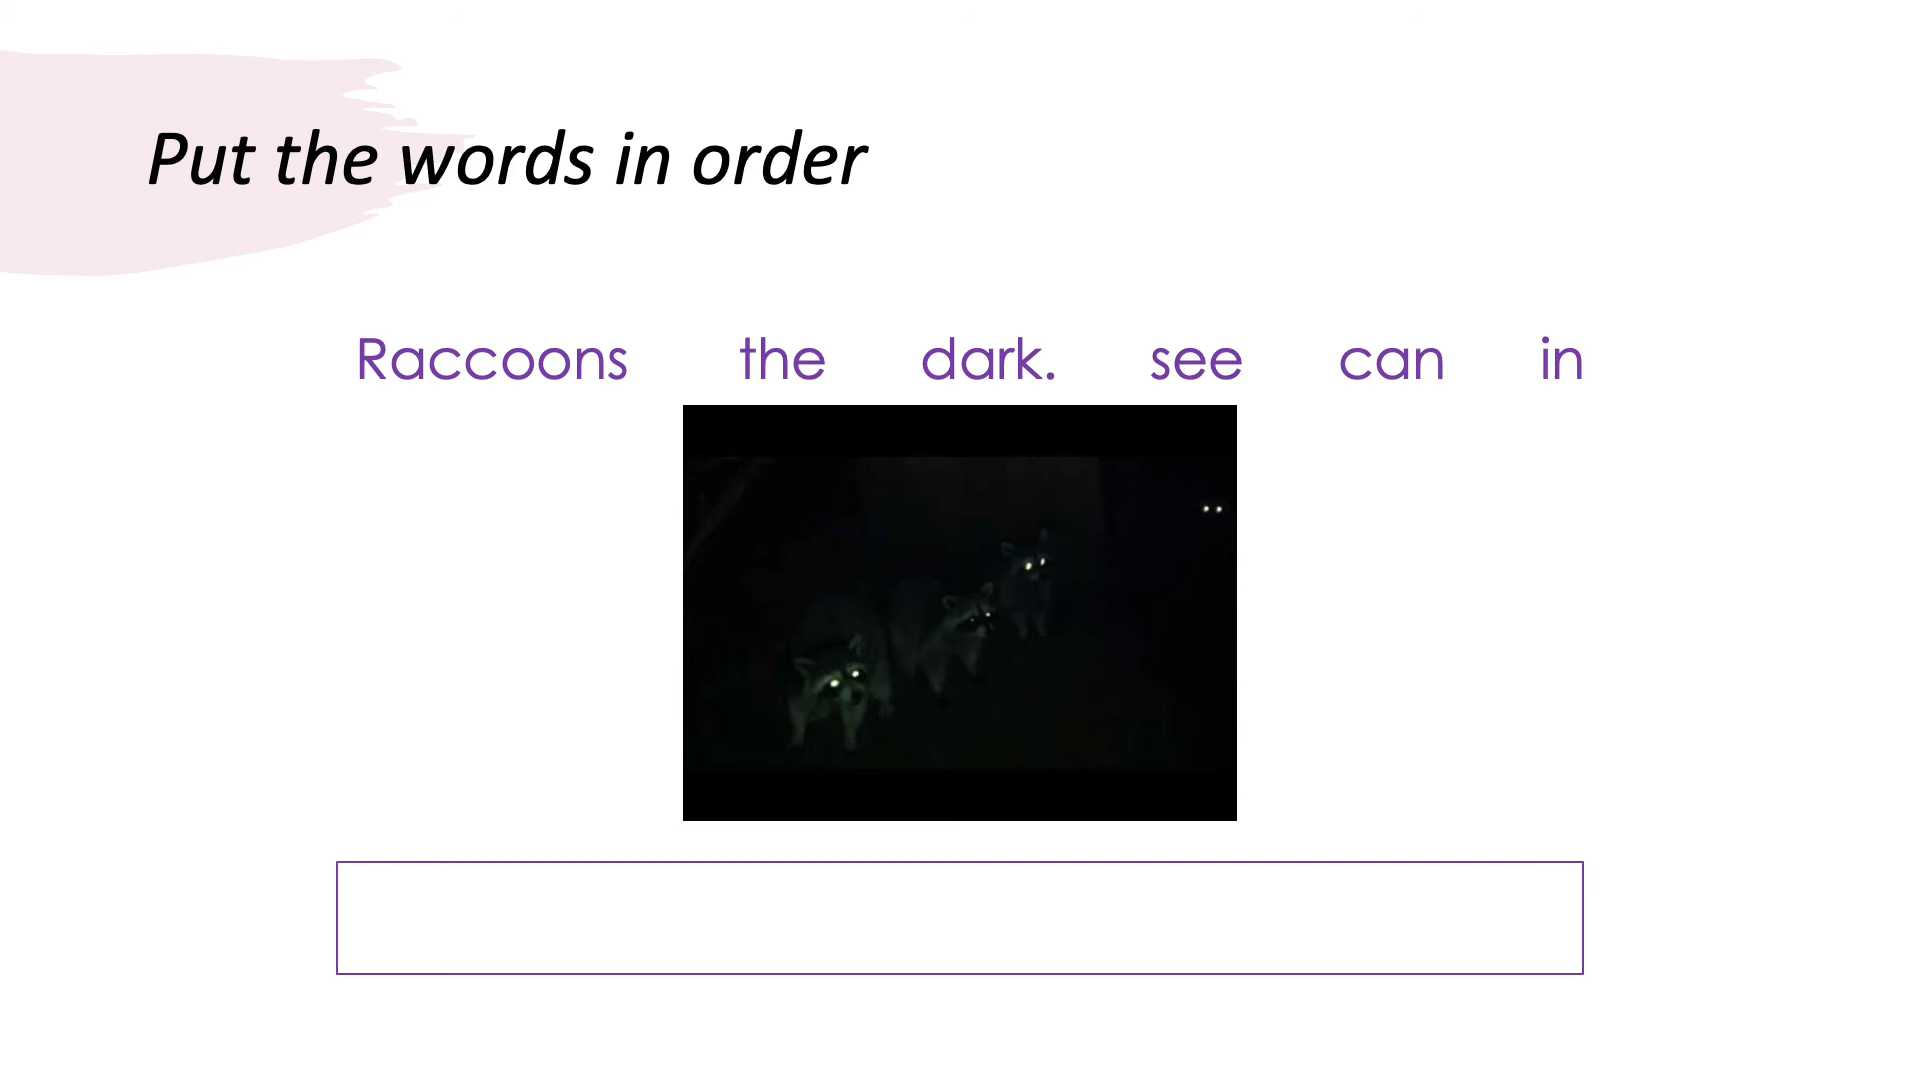 Put the words in order
Raccoons the dark. see can in